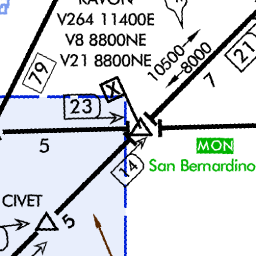 RAVON
V264 11400E
V8 8800NE
V21 8800NE
10500
8000
21
7
79
X
23
5
MON
San Bernardino
14
CIVET
5